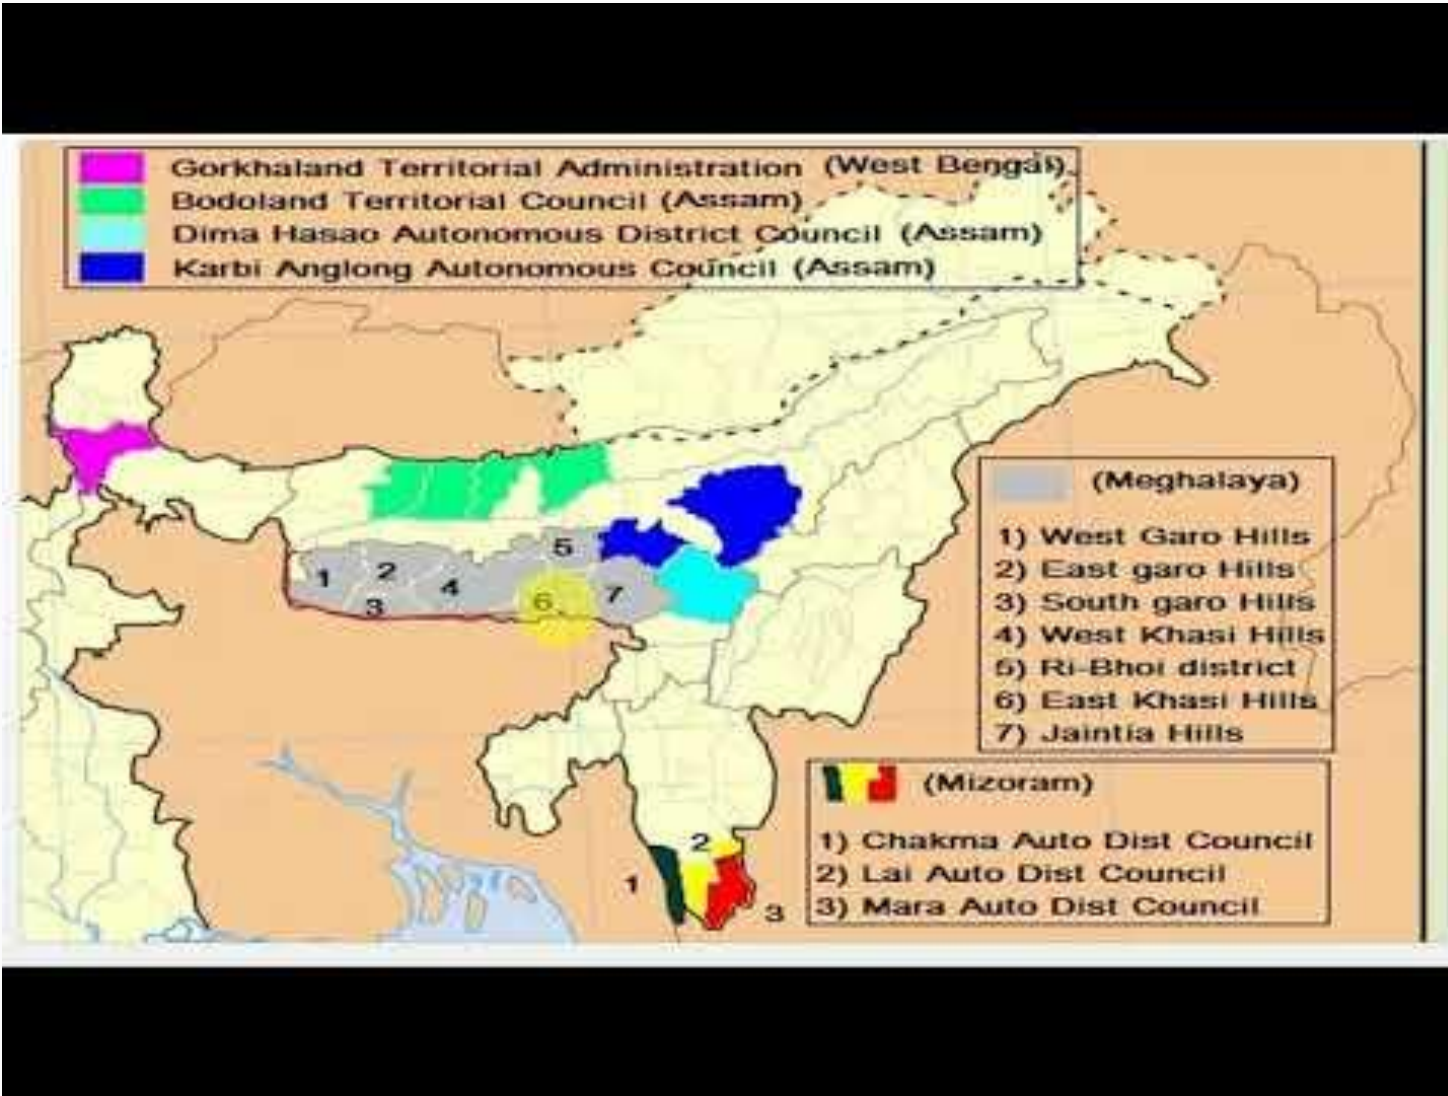 Gorkhaland Territorial Administration (West Bengal)
Bodoland Territorial Council (Assam)
Dima Hasao Autonomous District Council (Assam)
Karbi Anglong Autonomous Council (Assam)
(Meghalaya)
1) West Garo Hills
2) East garo Hills
3) South garo Hills
4) West Khasi Hills
5) Ri-Bhoi district
6) East Khasi Hills
7) Jaintia Hills
5
1
2
4
3
6
7
(Mizoram)
1) Chakma Auto Dist Council
2) Lai Auto Dist Council
3) Mara Auto Dist Council
2
1
3